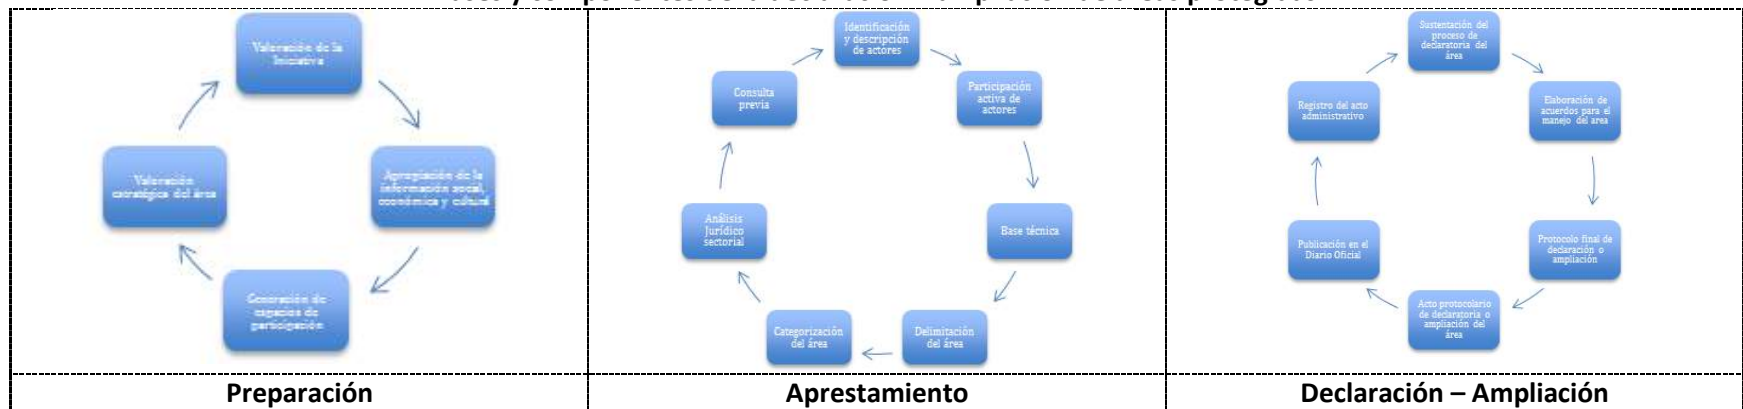 Valoración de la
Iniciativa
Apropiación de la
información social,
económica y cultural
Generación de
espacios de
participación
Valoración
estratégica del área
Preparación
Identificación
y descripción
de actores
Participación
activa de
actores
Base técnica
Delimitación
del área
Categorización
del área
Análisis
Jurídico
sectorial
Consulta
previa
Aprestamiento
Sustentación del
proceso de
declaratoria del
área
Elaboración de
acuerdos para el
manejo del area
Protocolo final de
declaración o
ampliación
Acto protocolario
de declaratoria o
ampliación del
área
Publicación en el
Diario Oficial
Registro del acto
administrativo
Declaración – Ampliación